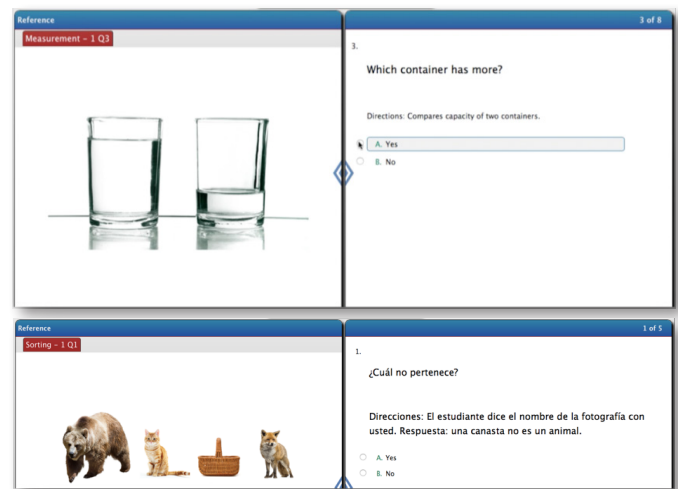 Reference
3 of 8
Measurement – 1 Q3
3.
Which container has more?
Directions: Compares capacity of two containers.
A. Yes
B. No
Reference
1 of 5
Sorting – 1 Q1
1.
¿Cuál no pertenece?
Direcciones: El estudiante dice el nombre de la fotografía con
usted. Respuesta: una canasta no es un animal.
A. Yes
B. No